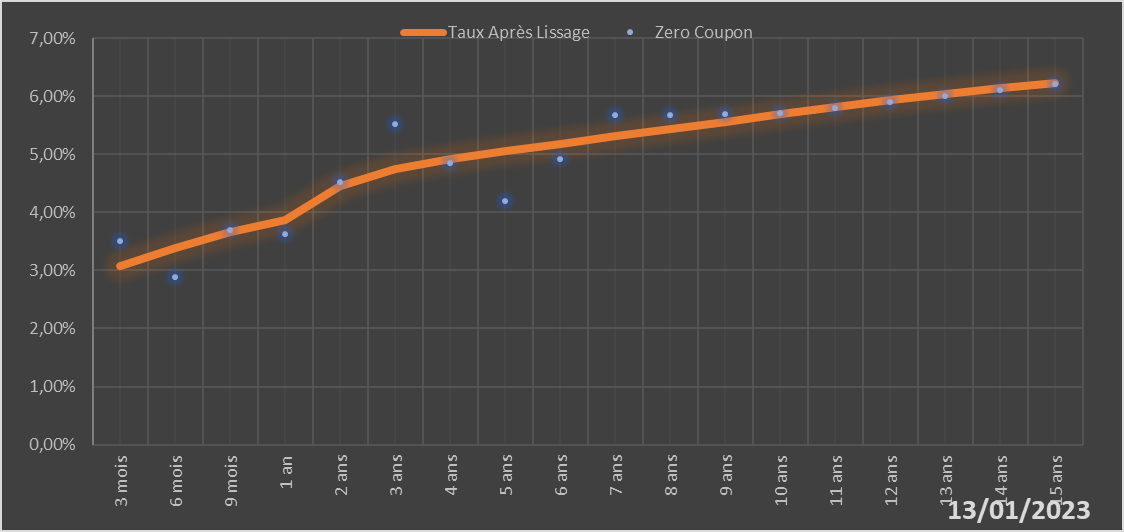 Taux Après Lissage
Zero Coupon
7,00%
6,00%
5,00%
4,00%
3,00%
2,00%
1,00%
0,00%
3 mois
6 mois
9 mois
1 an
2 ans
3 ans
4 ans
5 ans
6 ans
7 ans
8 ans
9 ans
10 ans
11 ans
12 ans
13 ans
14 ans
15 ans
13/01/2023